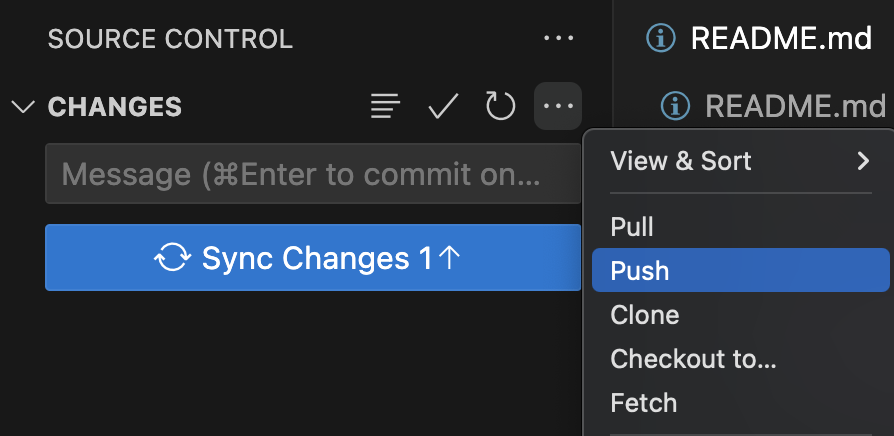 SOURCE CONTROL ...
README.md
CHANGES ...
README.md
Message (⌘Enter to commit on...
Sync Changes 1↑
View & Sort
Pull
Push
Clone
Checkout to...
Fetch